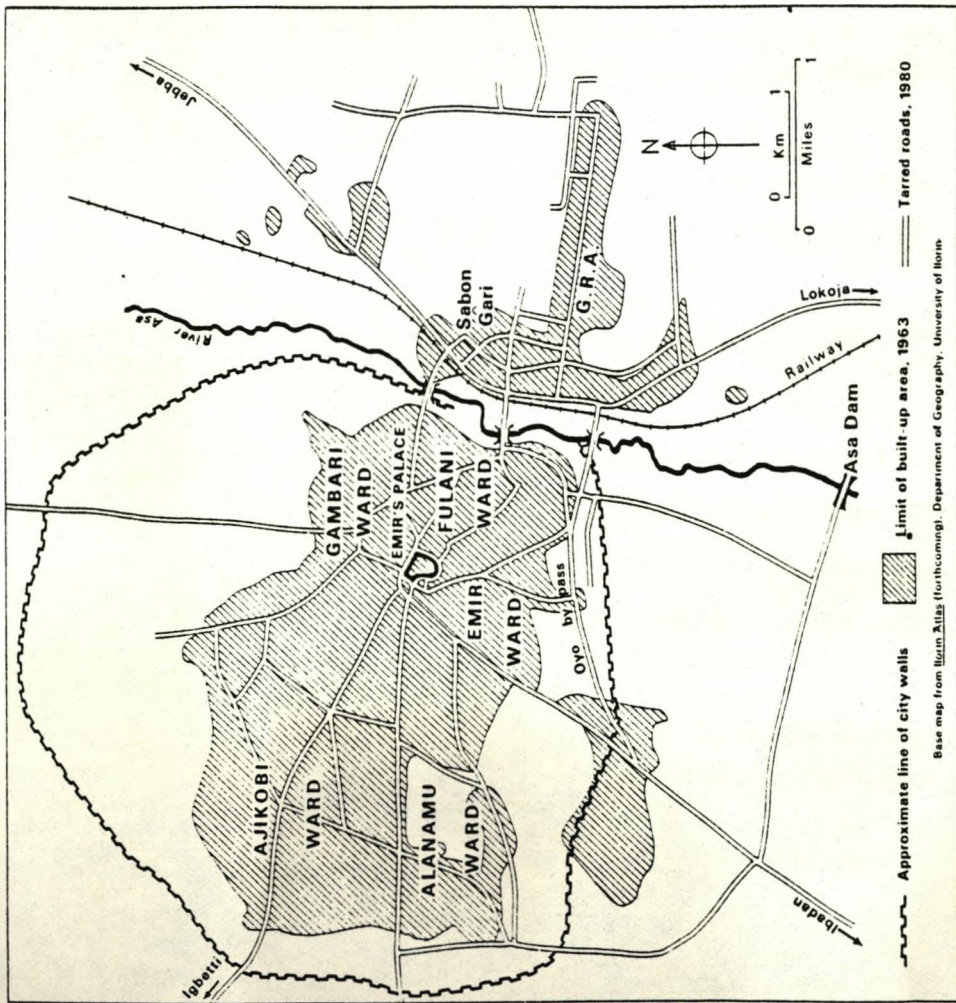 Jebba
River Asa
N
Km
0 1
Miles
0 1
Sabon
Gari
G.R.A.
GAMBARI
WARD
EMIR'S PALACE
FULANI
WARD
EMIR
WARD
AJIKOBI
WARD
ALANAMU
WARD
Oyo by pass
Lokoja
Railway
Asa Dam
Igbetti
Ibadan
Approximate line of city walls
Limit of built-up area, 1963
Tarred roads, 1980
Base map from Ilorin Atlas (forthcoming). Department of Geography, University of Ilorin.